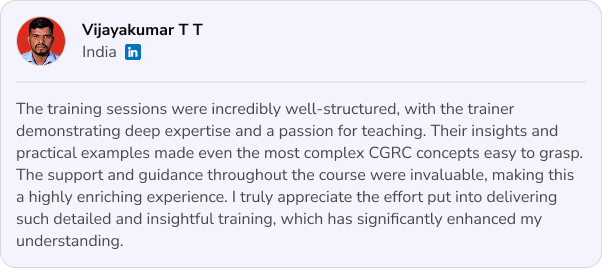 Vijayakumar T T
India in
The training sessions were incredibly well-structured, with the trainer
demonstrating deep expertise and a passion for teaching. Their insights and
practical examples made even the most complex CGRC concepts easy to grasp.
The support and guidance throughout the course were invaluable, making this
a highly enriching experience. I truly appreciate the effort put into delivering
such detailed and insightful training, which has significantly enhanced my
understanding.